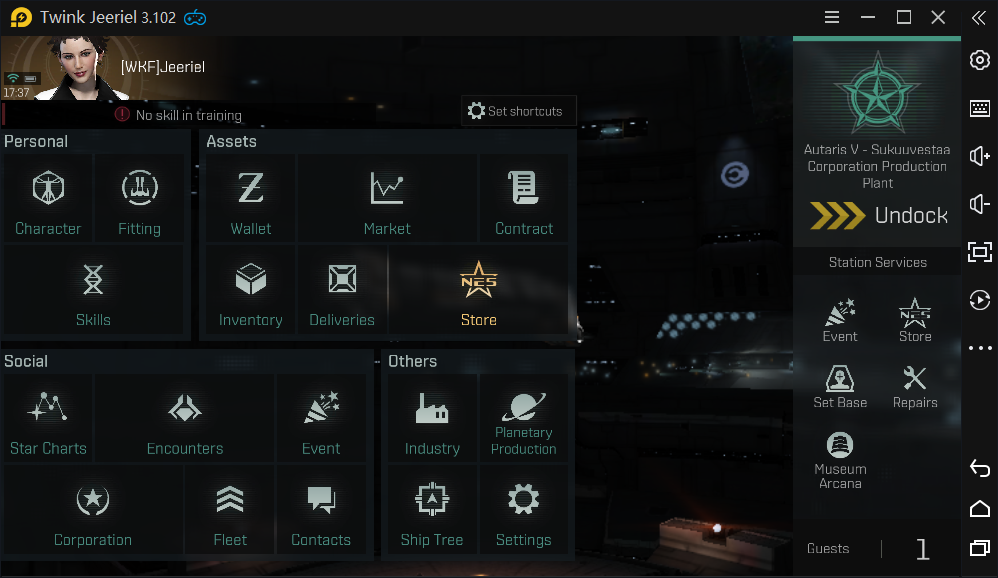 Twink Jeeriel 3.102
[WKF]Jeeriel
17:37
No skill in training
Set shortcuts
Personal
Character
Fitting
Skills
Assets
Wallet
Market
Contract
Inventory
Deliveries
NES
Store
Social
Star Charts
Encounters
Event
Corporation
Fleet
Contacts
Others
Industry
Planetary
Production
Ship Tree
Settings
Autaris V - Sukuuvestaa
Corporation Production
Plant
Undock
Station Services
Event
NES
Store
Set Base
Repairs
Museum
Arcana
Guests
1